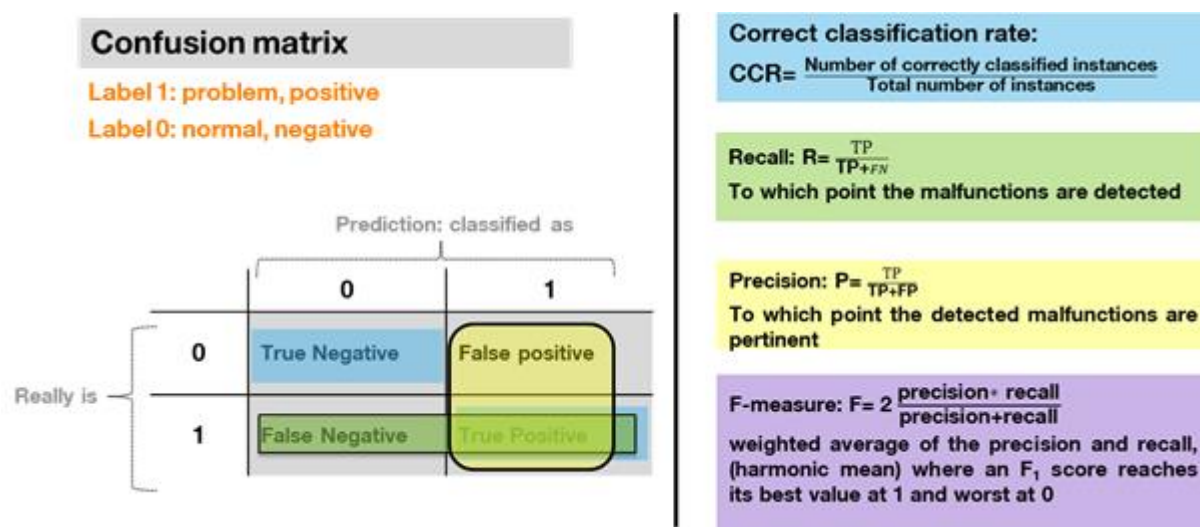 Confusion matrix
Label 1: problem, positive
Label 0: normal, negative
Prediction: classified as
0 1
0 True Negative False positive
Really is
1 False Negative True Positive
Correct classification rate:
CCR= Number of correctly classified instances
Total number of instances
Recall: R= TP
TP+FN
To which point the malfunctions are detected
Precision: P= TP
TP+FP
To which point the detected malfunctions are
pertinent
F-measure: F= 2 precision* recall
precision+recall
weighted average of the precision and recall,
(harmonic mean) where an F₁ score reaches
its best value at 1 and worst at 0